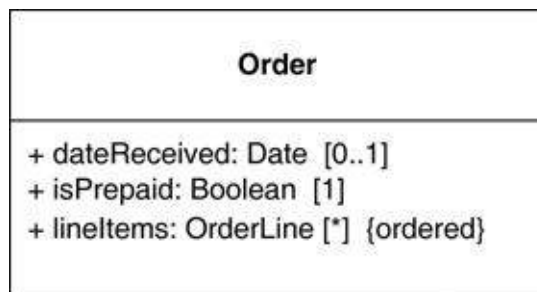 Order
+ dateReceived: Date [0..1]
+ isPrepaid: Boolean [1]
+ lineItems: OrderLine [*] {ordered}